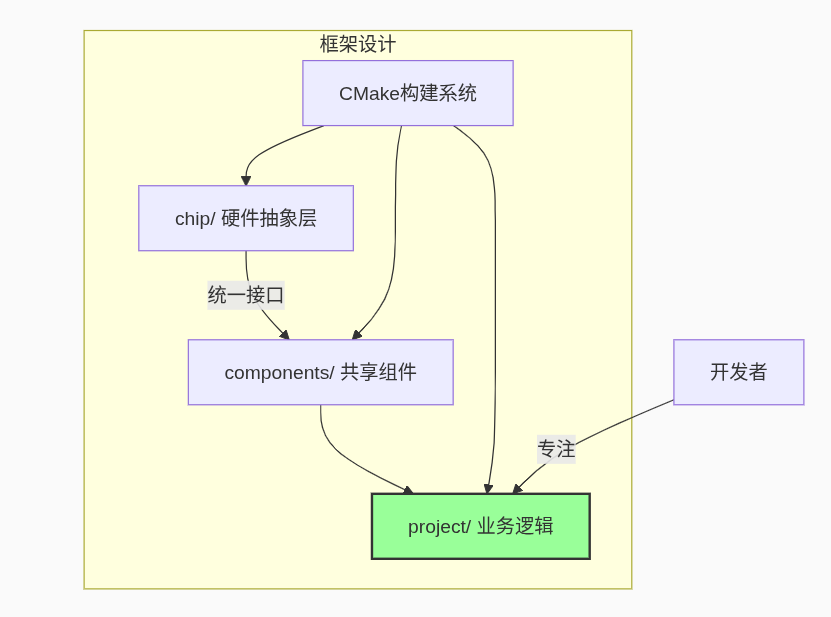 框架设计
CMake构建系统
chip/ 硬件抽象层
统一接口
components/ 共享组件
开发者
专注
project/ 业务逻辑